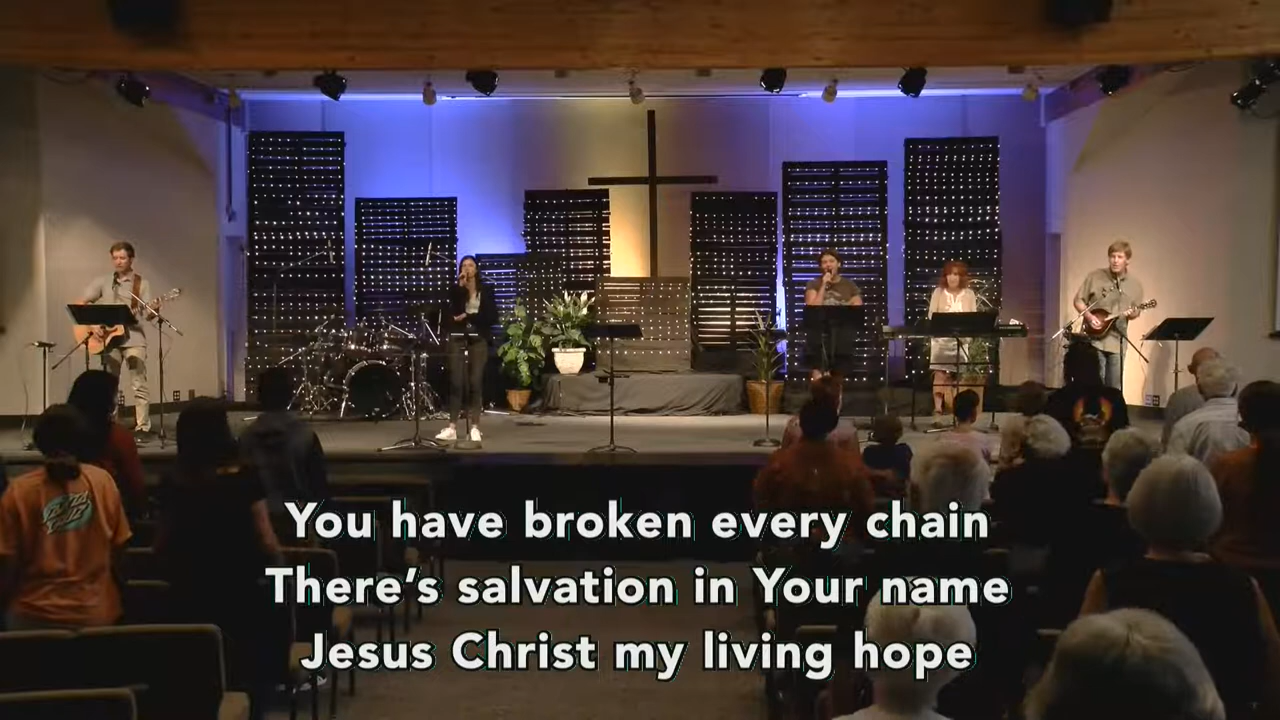 You have broken every chain
There's salvation in Your name
Jesus Christ my living hope